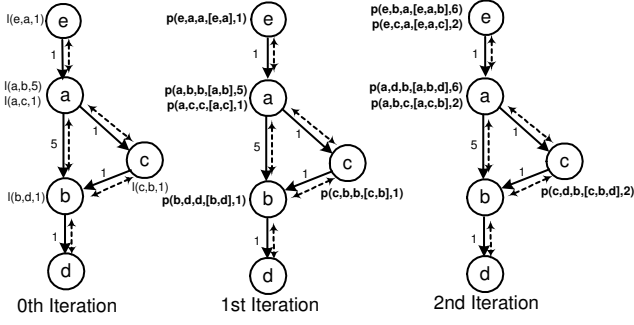 l(e,a,1)
e
1
l(a,b,5)
l(a,c,1)
a
1
5
c
1
l(c,b,1)
l(b,d,1)
b
1
d
0th Iteration
p(e,a,a,[e,a],1)
e
1
p(a,b,b,[a,b],5)
p(a,c,c,[a,c],1)
a
1
5
c
1
p(c,b,b,[c,b],1)
p(b,d,d,[b,d],1)
b
1
d
1st Iteration
p(e,b,a,[e,a,b],6)
p(e,c,a,[e,a,c],2)
e
1
p(a,d,b,[a,b,d],6)
p(a,b,c,[a,c,b],2)
a
1
5
c
1
p(c,d,b,[c,b,d],2)
b
1
d
2nd Iteration